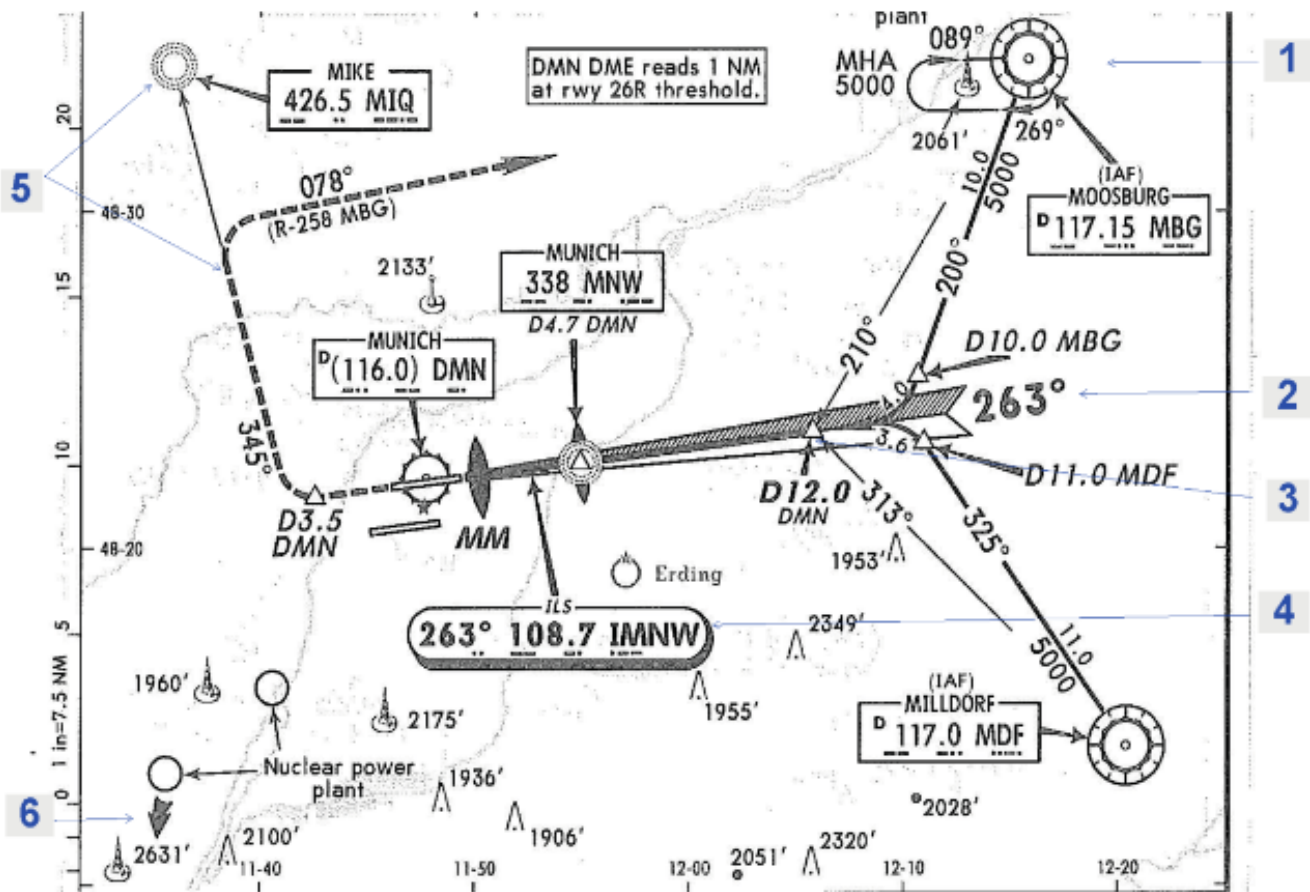 plant
089°
MHA
5000
1
MIKE
426.5 MIQ
DMN DME reads 1 NM
at rwy 26R threshold.
2061'
269°
20
5
078°
(R-258 MBG)
10.0
5000
(IAF)
MOOSBURG
D 117.15 MBG
48-30
2133'
MUNICH
338 MNW
D4.7 DMN
200°
15
MUNICH
D (116.0) DMN
210°
D10.0 MBG
4.0
263°
2
345°
3.6
10
D11.0 MDF
D3.5
DMN
MM
D12.0
DMN
3
313°
325°
48-20
1953'
Erding
ILS
263° 108.7 IMNW
4
2349'
5
11.0
5000
1960'
2175'
1955'
(IAF)
MILLDORF
D 117.0 MDF
1 in=7.5 NM
Nuclear power
plant
1936'
0
6
2028'
1906'
2631'
2100'
2320'
2051'
11-40
11-50
12-00
12-10
12-20